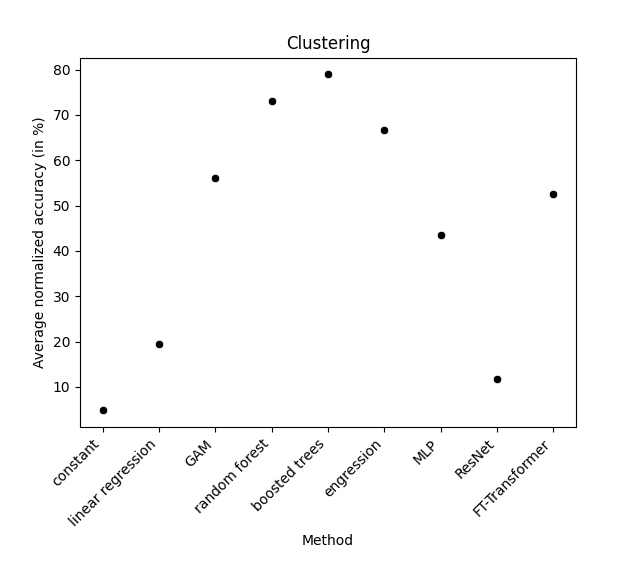 Clustering
Average normalized accuracy (in %)
80
70
60
50
40
30
20
10
constant
linear regression
GAM
random forest
boosted trees
engression
MLP
ResNet
FT-Transformer
Method